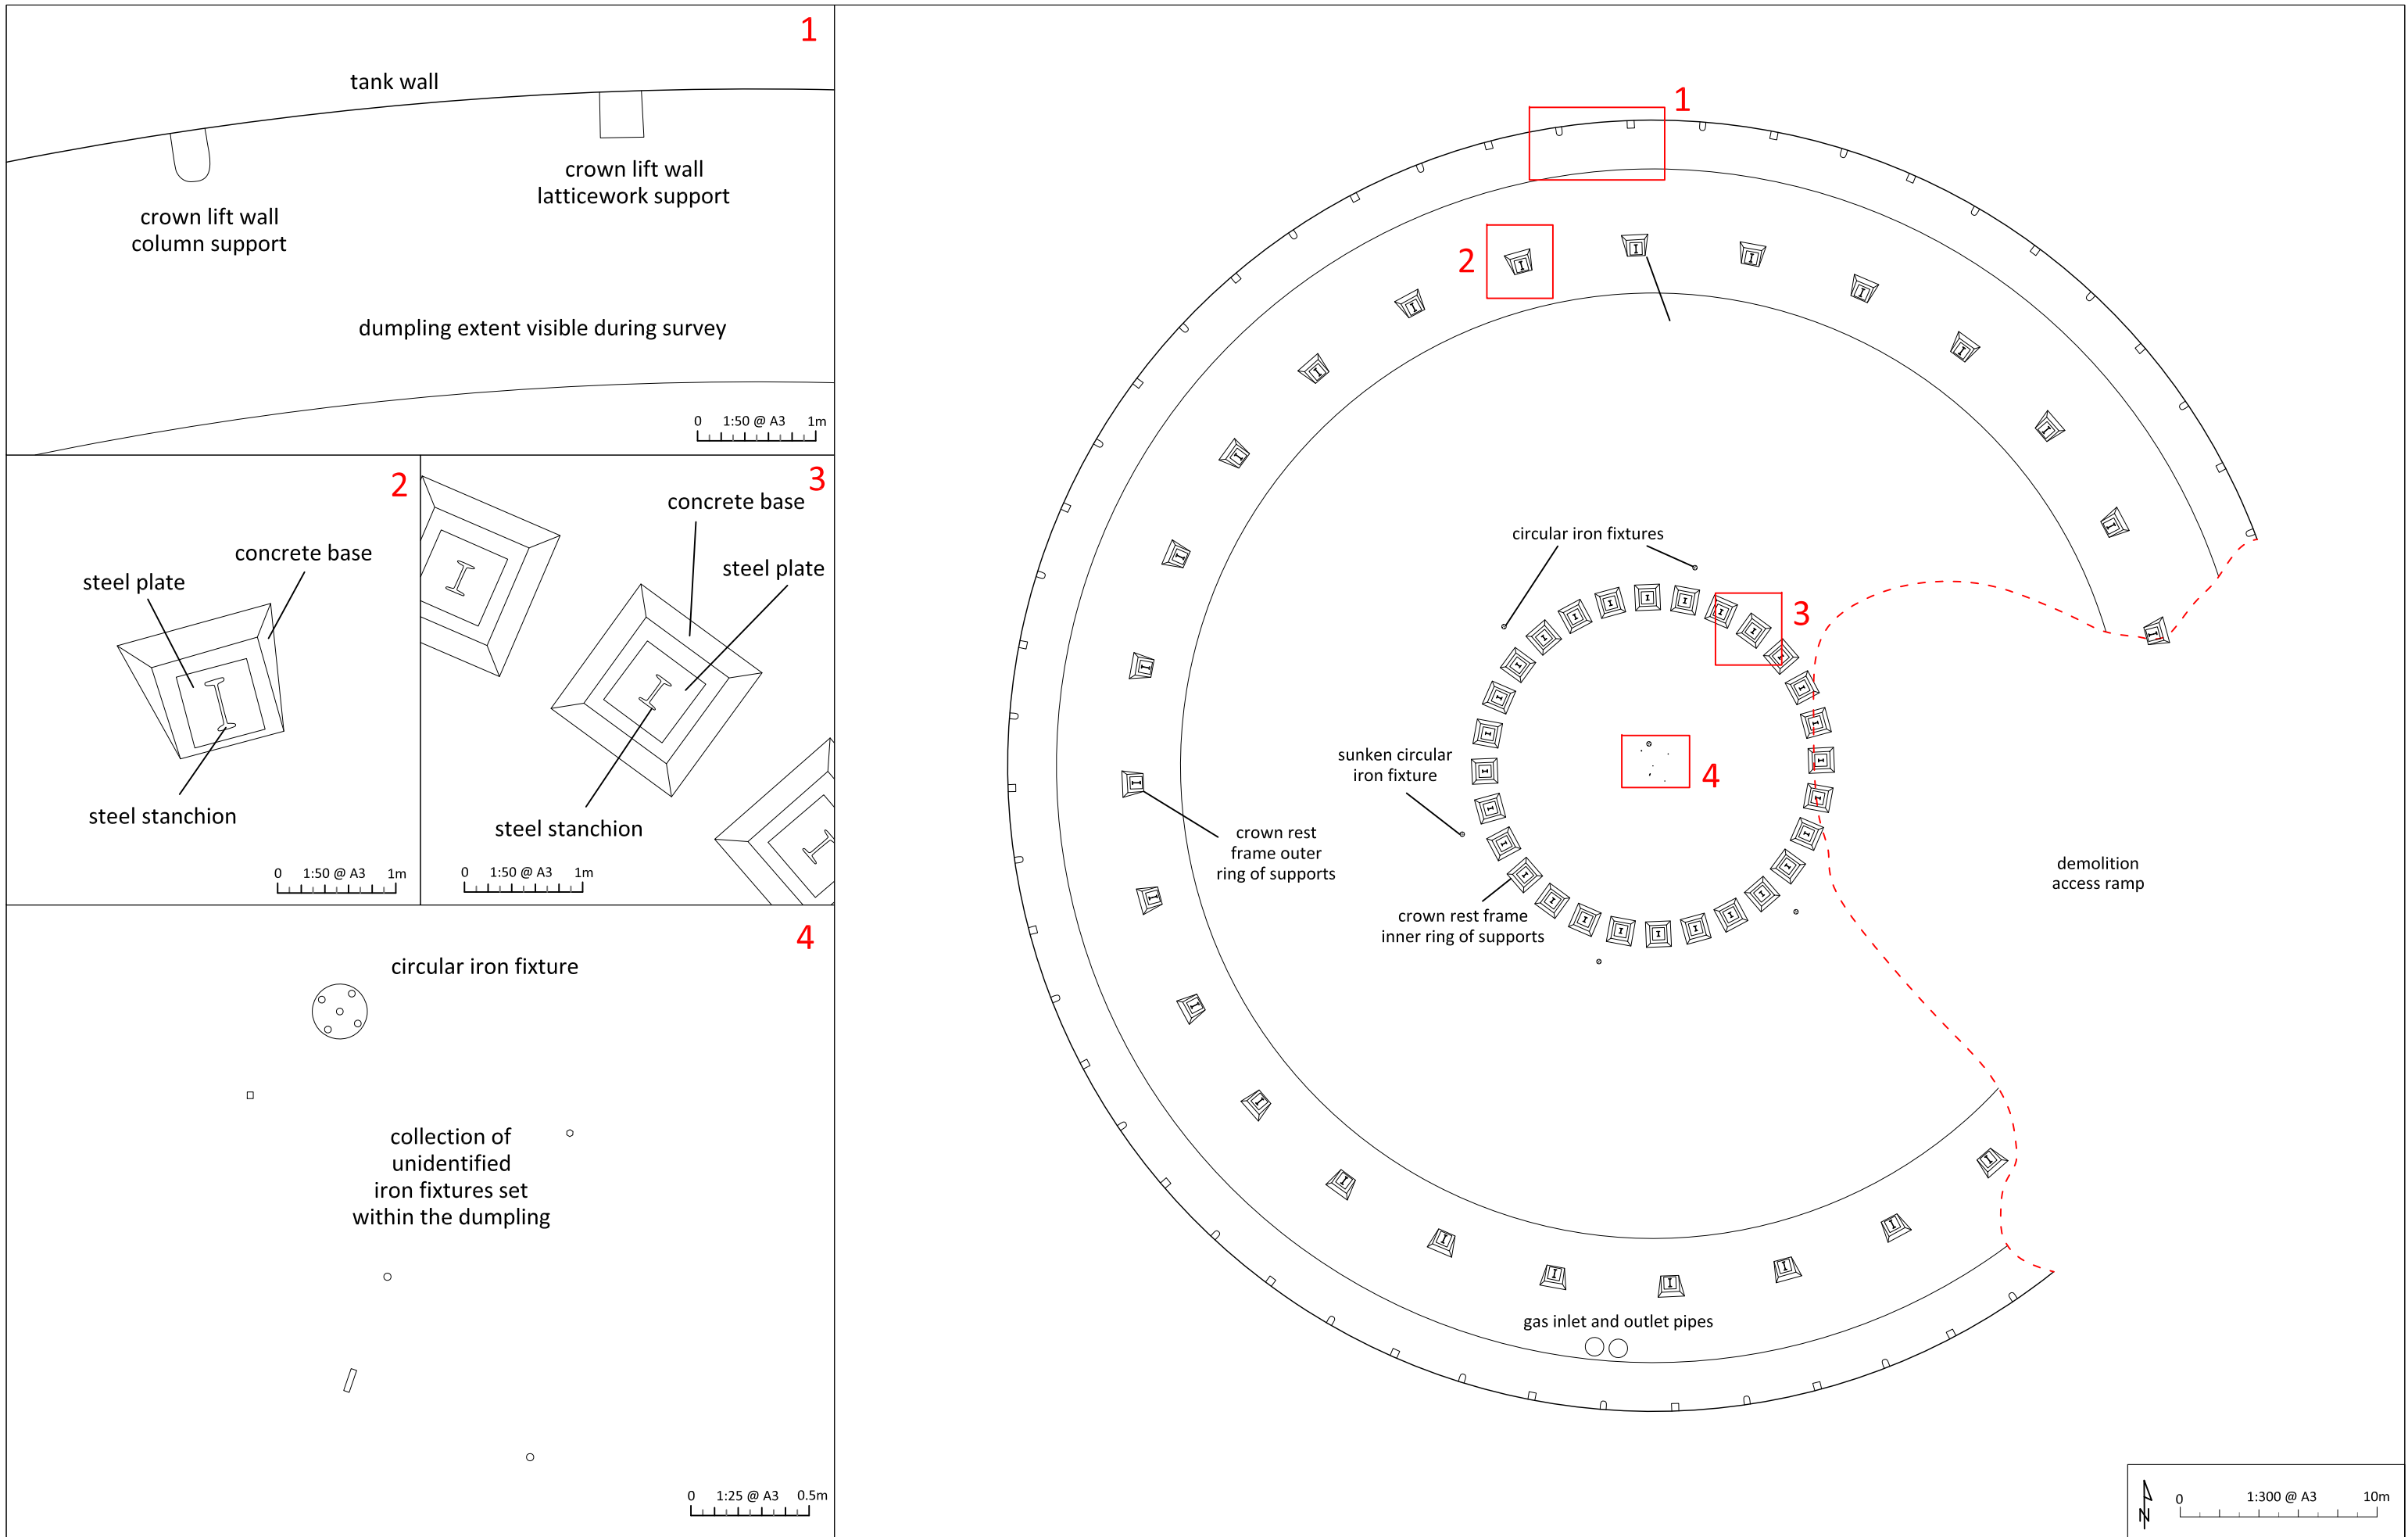 1
tank wall
crown lift wall
column support
crown lift wall
latticework support
dumpling extent visible during survey
0 1:50 @ A3 1m
2
steel plate
concrete base
steel stanchion
0 1:50 @ A3 1m
3
concrete base
steel plate
steel stanchion
0 1:50 @ A3 1m
4
circular iron fixture
collection of
unidentified
iron fixtures set
within the dumpling
0 1:25 @ A3 0.5m
1
2
circular iron fixtures
3
sunken circular
iron fixture
4
crown rest
frame outer
ring of supports
crown rest frame
inner ring of supports
demolition
access ramp
gas inlet and outlet pipes
N
0 1:300 @ A3 10m